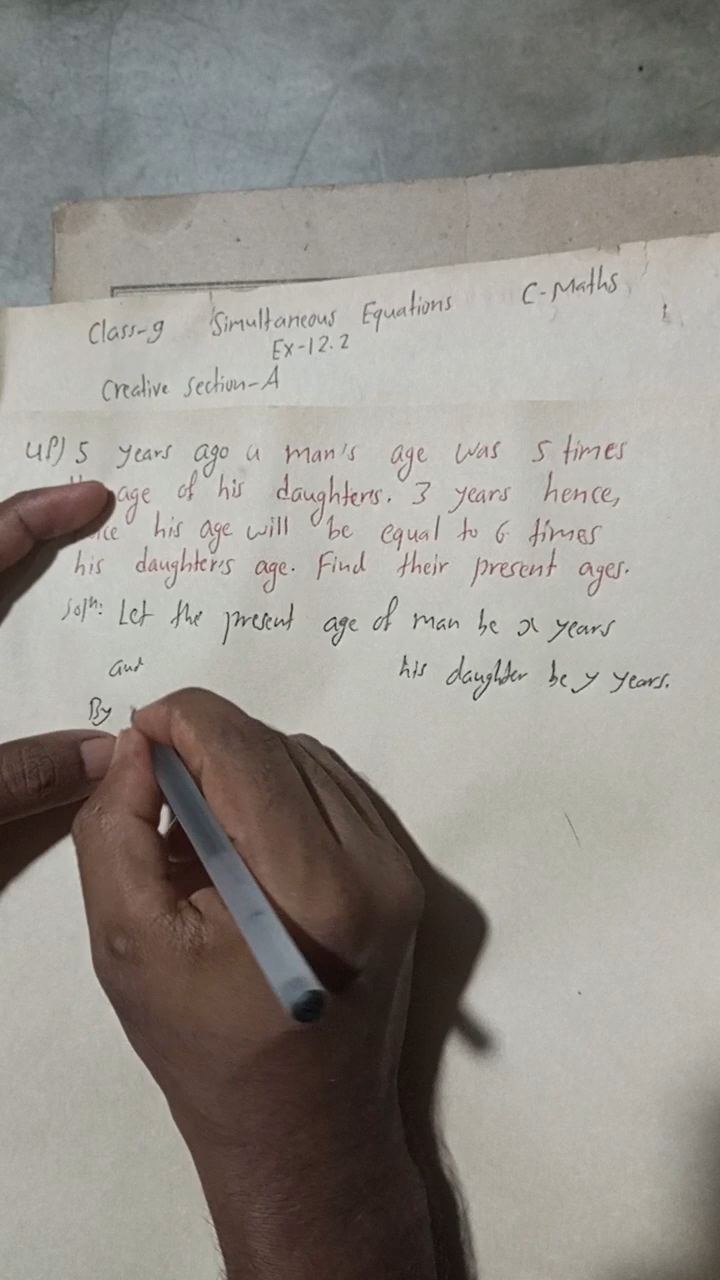 Class-9 Simultaneous Equations C-Maths
Ex-12.2
Creative section-A
5 years ago a man's age was 5 times
age of his daughters. 3 years hence,
his age will be equal to 6 times
his daughter's age. Find their present ages.
Solⁿ: Let the present age of man be x years
and his daughter be y years.
By